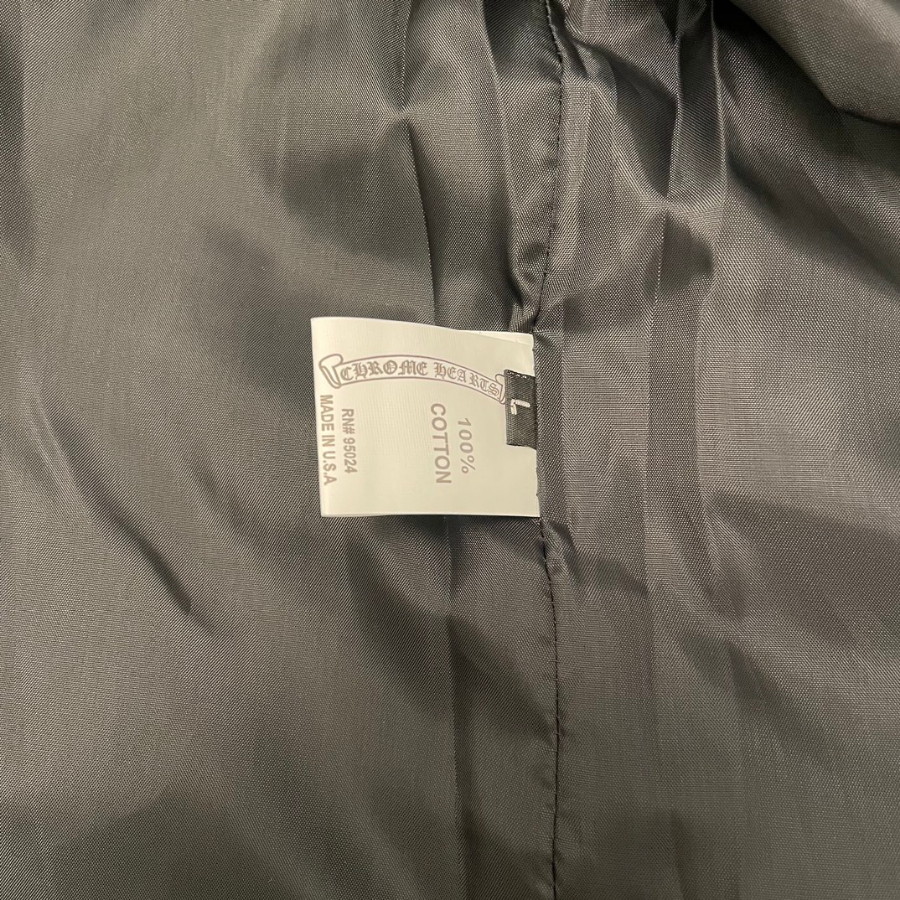 CHROME HEARTS
L
100%
COTTON
RN# 95024
MADE IN U.S.A